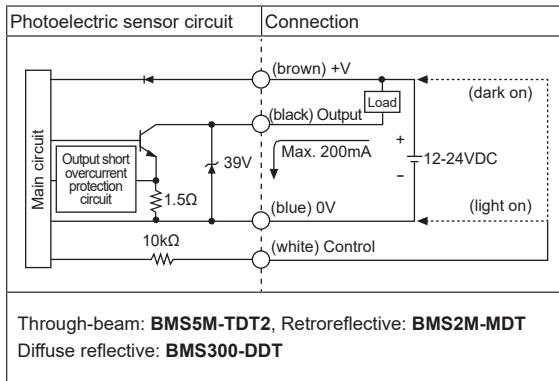 Photoelectric sensor circuit
Connection
(brown) +V
(dark on)
(black) Output
Load
Main circuit
Output short
overcurrent
protection
circuit
39V
Max. 200mA
+
12-24VDC
−
1.5Ω
(blue) 0V
(light on)
10kΩ
(white) Control
Through-beam: BMS5M-TDT2, Retroreflective: BMS2M-MDT
Diffuse reflective: BMS300-DDT